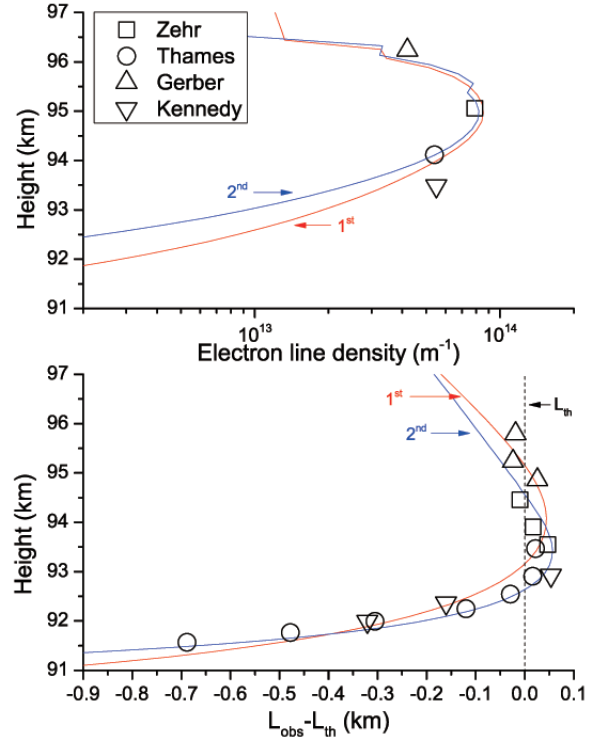 97
96
95
94
93
92
91
Height (km)
Zehr
Thames
Gerber
Kennedy
2nd
1st
10^13
10^14
Electron line density (m^-1)
97
96
95
94
93
92
91
Height (km)
1st
2nd
L_th
-0.9 -0.8 -0.7 -0.6 -0.5 -0.4 -0.3 -0.2 -0.1 0.0 0.1
L_obs-L_th (km)